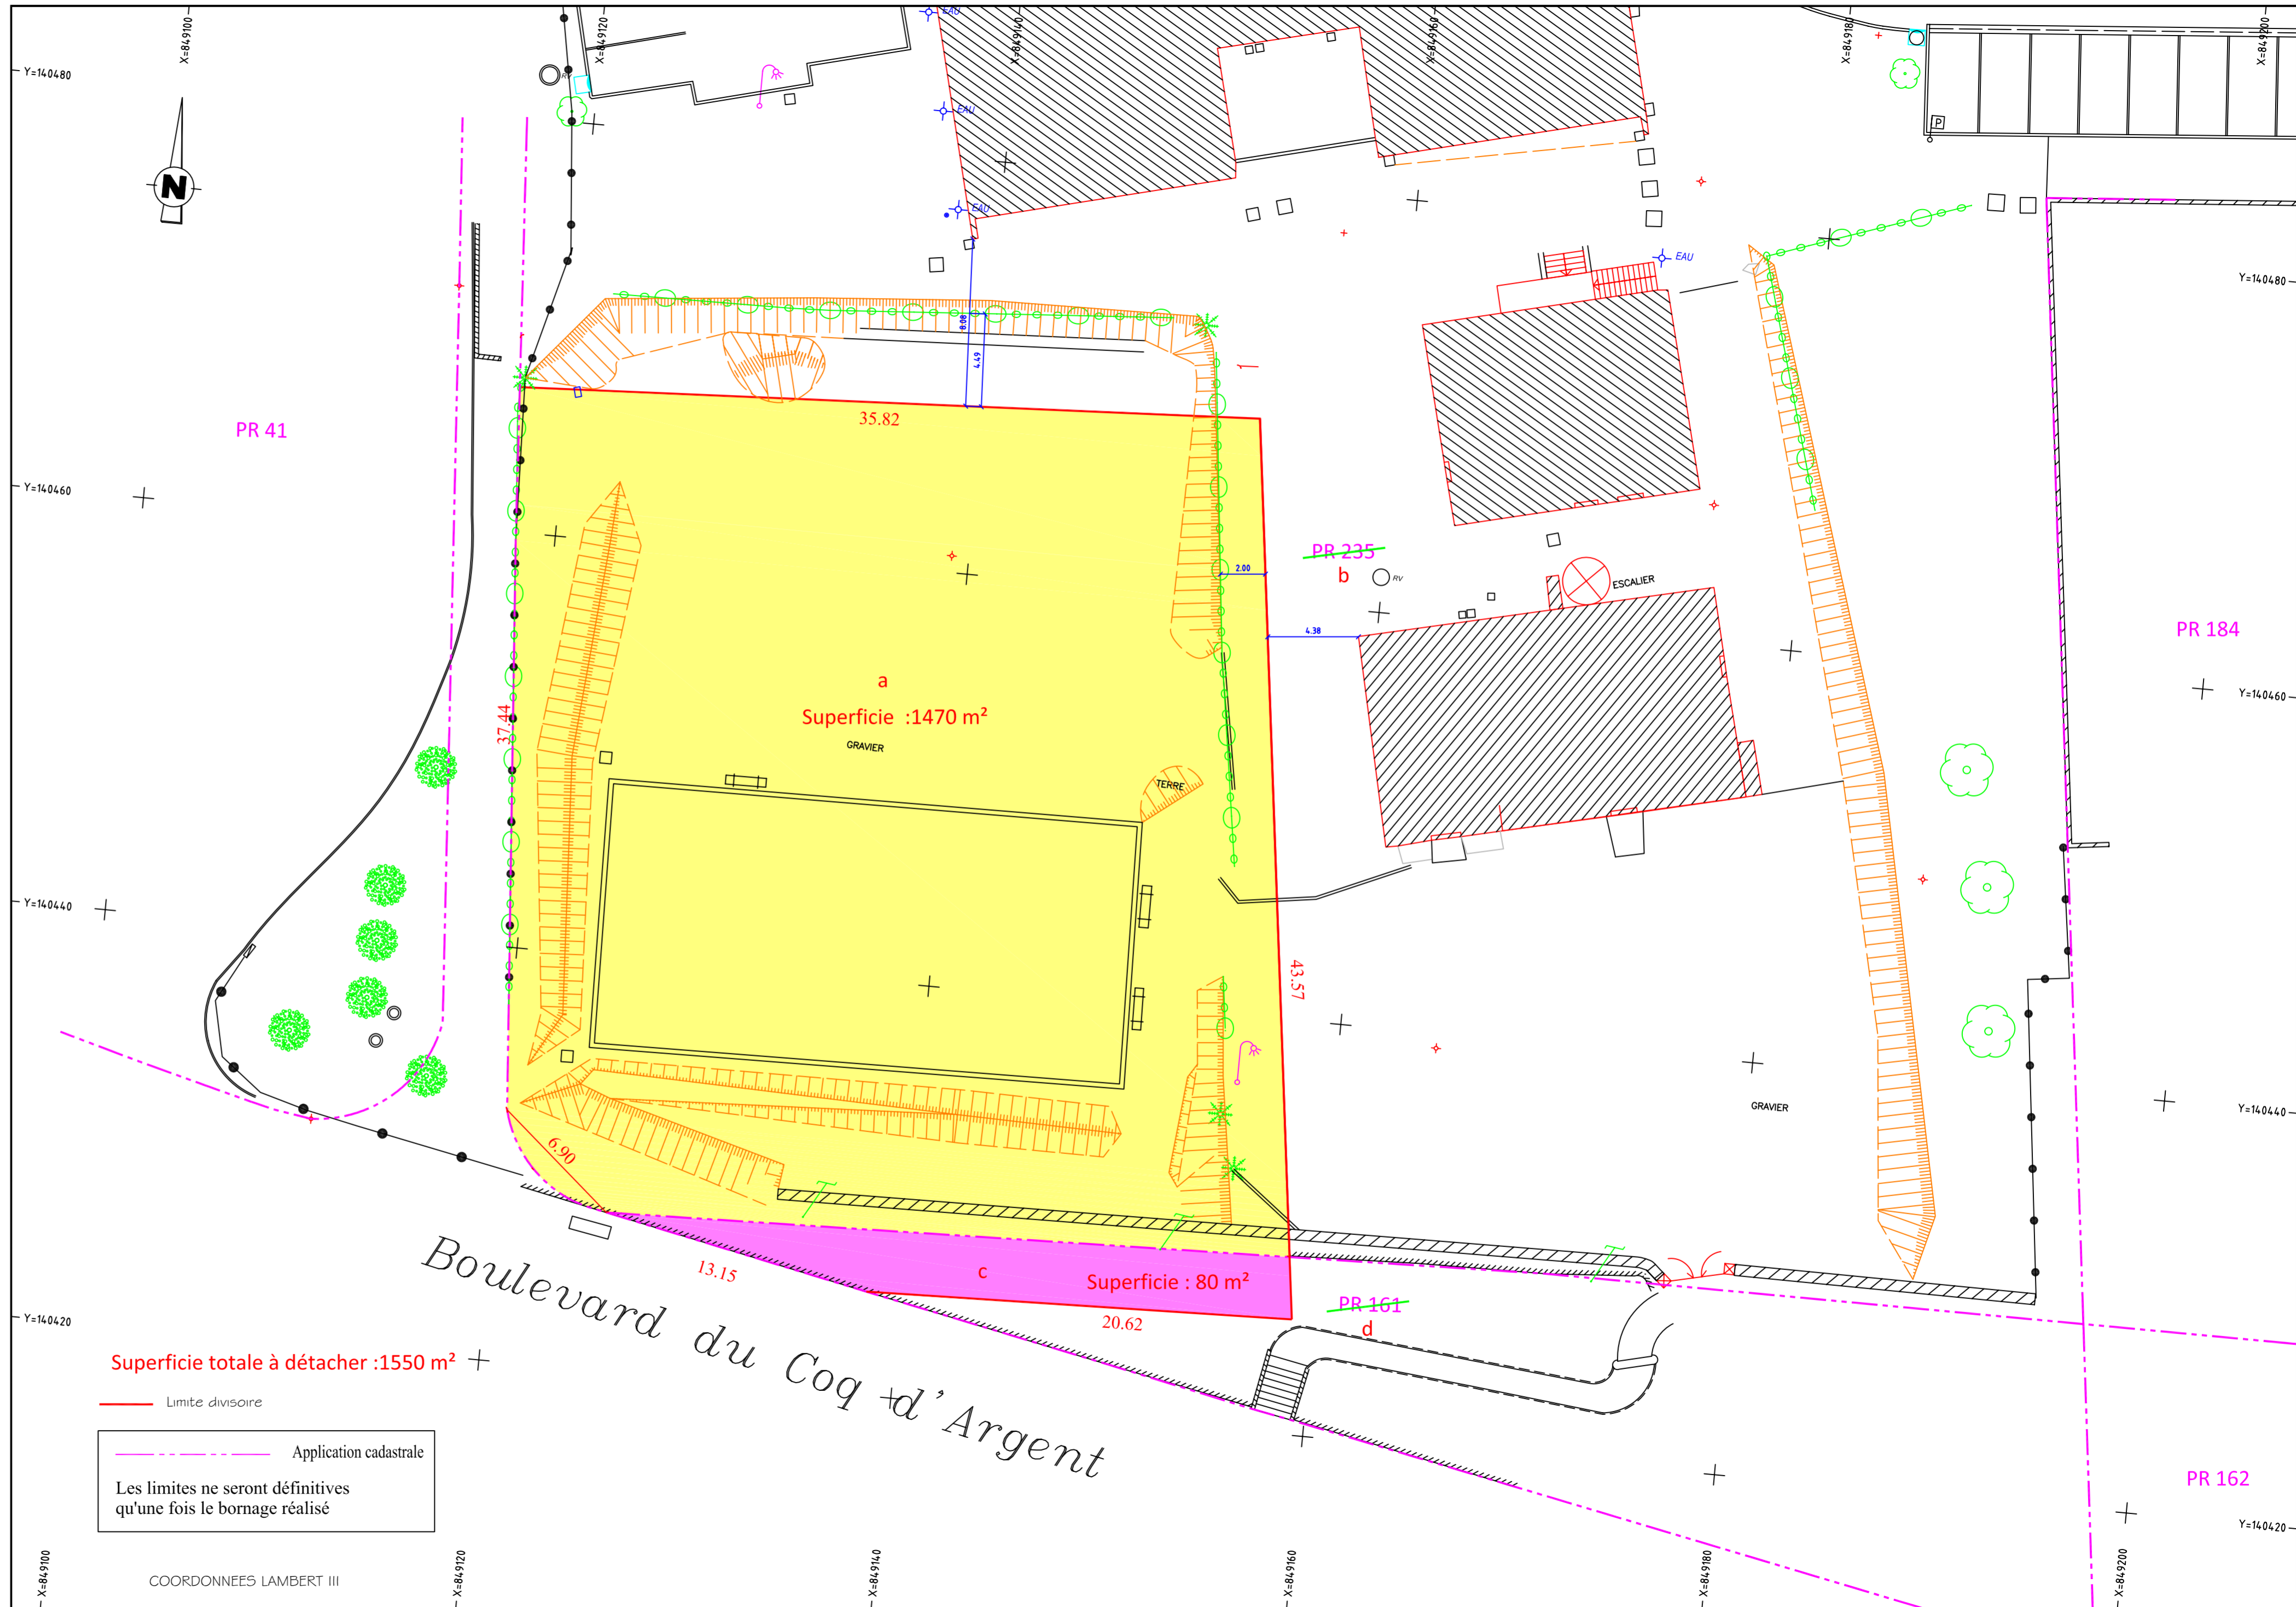 X=849100
X=849120
X=849140
X=849160
X=849180
X=849200
Y=140480
EAU
RV
EAU
P
N
EAU
EAU
Y=140480
8.08
4.49
35.82
PR 41
Y=140460
PR 235
2.00
b
RV
ESCALIER
4.38
PR 184
a
Superficie :1470 m²
37.44
GRAVIER
Y=140460
TERRE
Y=140440
43.57
GRAVIER
Y=140440
6.90
Boulevard du Coq d'Argent
13.15
c
Superficie : 80 m²
PR 161
20.62
d
Y=140420
Superficie totale à détacher :1550 m²
Limite divisoire
Application cadastrale
Les limites ne seront définitives
qu'une fois le bornage réalisé
PR 162
Y=140420
COORDONNEES LAMBERT III
X=849100
X=849120
X=849140
X=849160
X=849180
X=849200